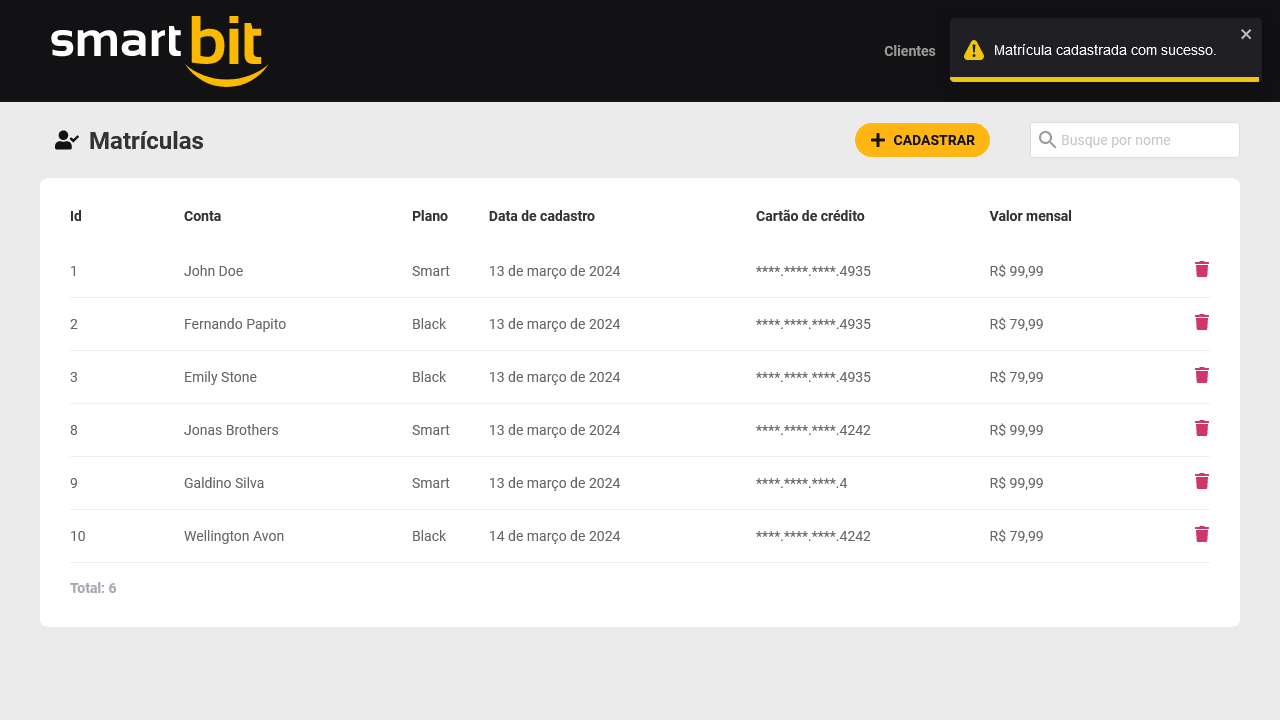 smartbit
Clientes
Matrícula cadastrada com sucesso.
Matrículas
CADASTRAR
Busque por nome
Id Conta Plano Data de cadastro Cartão de crédito Valor mensal
1 John Doe Smart 13 de março de 2024 ****.****.****.4935 R$ 99,99
2 Fernando Papito Black 13 de março de 2024 ****.****.****.4935 R$ 79,99
3 Emily Stone Black 13 de março de 2024 ****.****.****.4935 R$ 79,99
8 Jonas Brothers Smart 13 de março de 2024 ****.****.****.4242 R$ 99,99
9 Galdino Silva Smart 13 de março de 2024 ****.****.****.4 R$ 99,99
10 Wellington Avon Black 14 de março de 2024 ****.****.****.4242 R$ 79,99
Total: 6